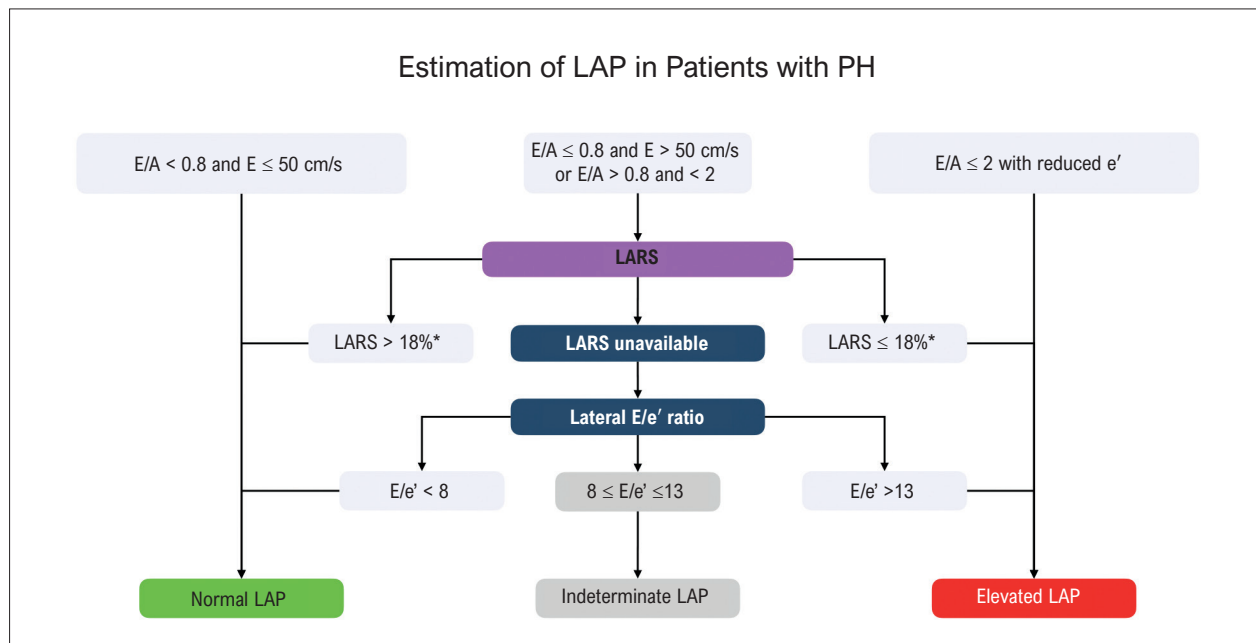 Estimation of LAP in Patients with PH
E/A < 0.8 and E ≤ 50 cm/s
E/A ≤ 0.8 and E > 50 cm/s
or E/A > 0.8 and < 2
E/A ≤ 2 with reduced e′
LARS
LARS > 18%*
LARS unavailable
LARS ≤ 18%*
Lateral E/e′ ratio
E/e' < 8
8 ≤ E/e' ≤13
E/e' >13
Normal LAP
Indeterminate LAP
Elevated LAP